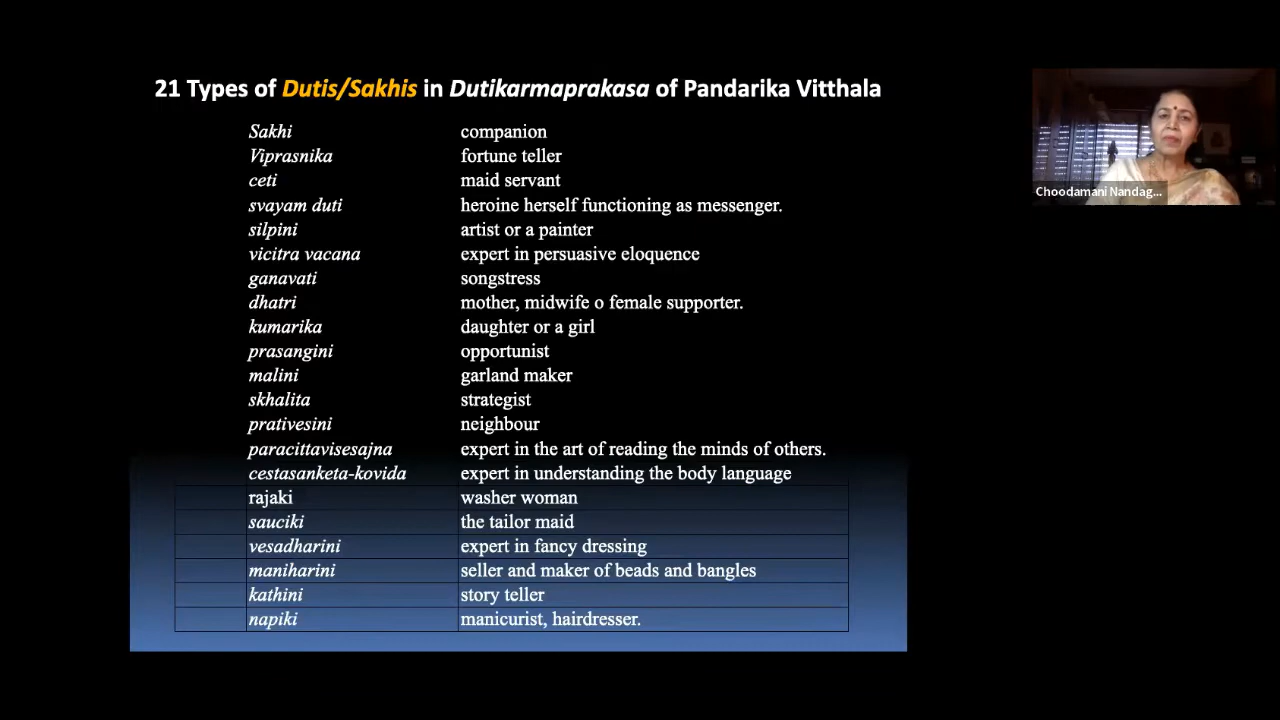 21 Types of Dutis/Sakhis in Dutikarmaprakasa of Pandarika Vitthala
Sakhi companion
Viprasnika fortune teller
ceti maid servant
svayam duti heroine herself functioning as messenger.
silpini artist or a painter
vicitra vacana expert in persuasive eloquence
ganavati songstress
dhatri mother, midwife o female supporter.
kumarika daughter or a girl
prasangini opportunist
malini garland maker
skhalita strategist
prativesini neighbour
paracittavisesajna expert in the art of reading the minds of others.
cestasanketa-kovida expert in understanding the body language
rajaki washer woman
sauciki the tailor maid
vesadharini expert in fancy dressing
maniharini seller and maker of beads and bangles
kathini story teller
napiki manicurist, hairdresser.
Choodamani Nandag...